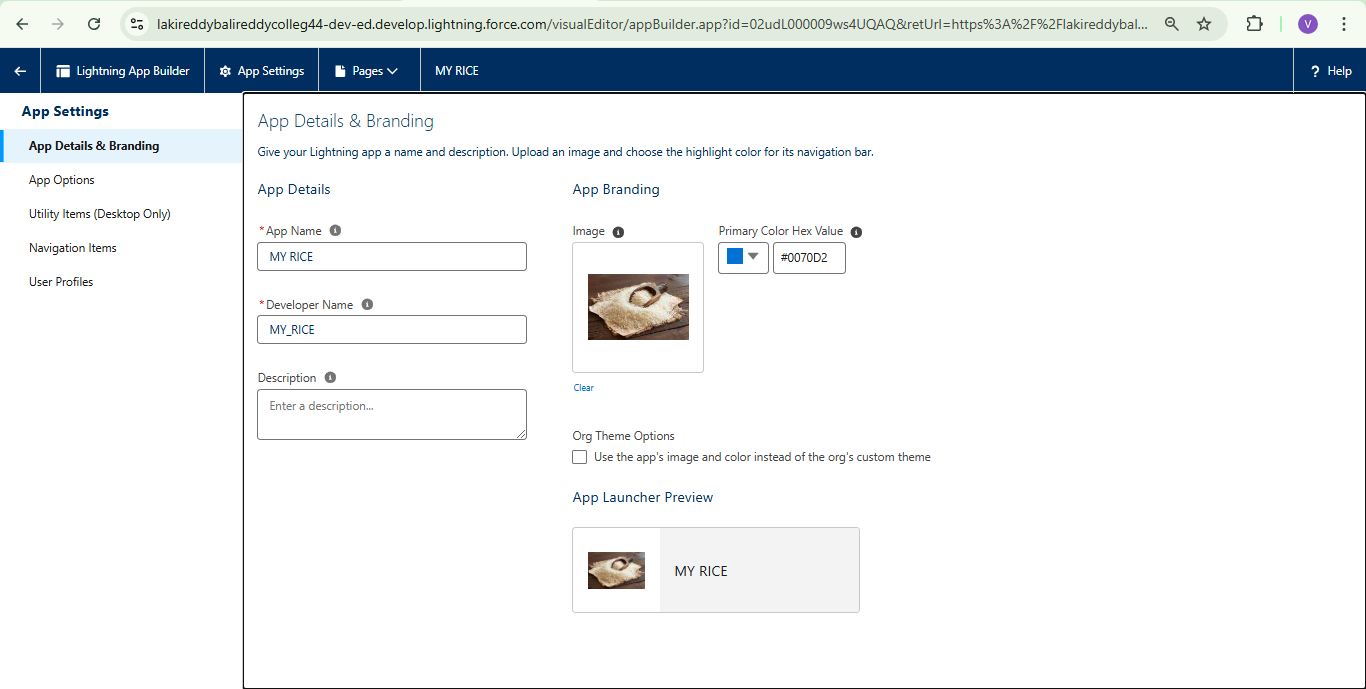 lakireddybalireddycolleg44-dev-ed.develop.lightning.force.com/visualEditor/appBuilder.app?id=02udL000009ws4UQAQ&retUrl=https%3A%2F%2Flakireddybal...
V
Lightning App Builder
App Settings
Pages
MY RICE
? Help
App Settings
App Details & Branding
App Options
Utility Items (Desktop Only)
Navigation Items
User Profiles
App Details & Branding
Give your Lightning app a name and description. Upload an image and choose the highlight color for its navigation bar.
App Details
*App Name
MY RICE
*Developer Name
MY_RICE
Description
Enter a description...
App Branding
Image
Clear
Primary Color Hex Value
#0070D2
Org Theme Options
Use the app's image and color instead of the org's custom theme
App Launcher Preview
MY RICE